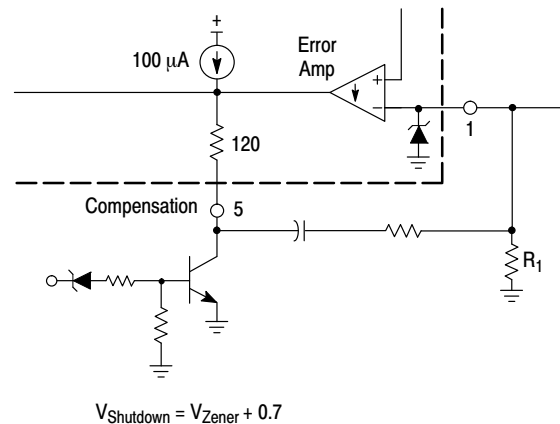 +
100 μA
Error
Amp
+
−
1
120
Compensation
5
R1
VShutdown = VZener + 0.7